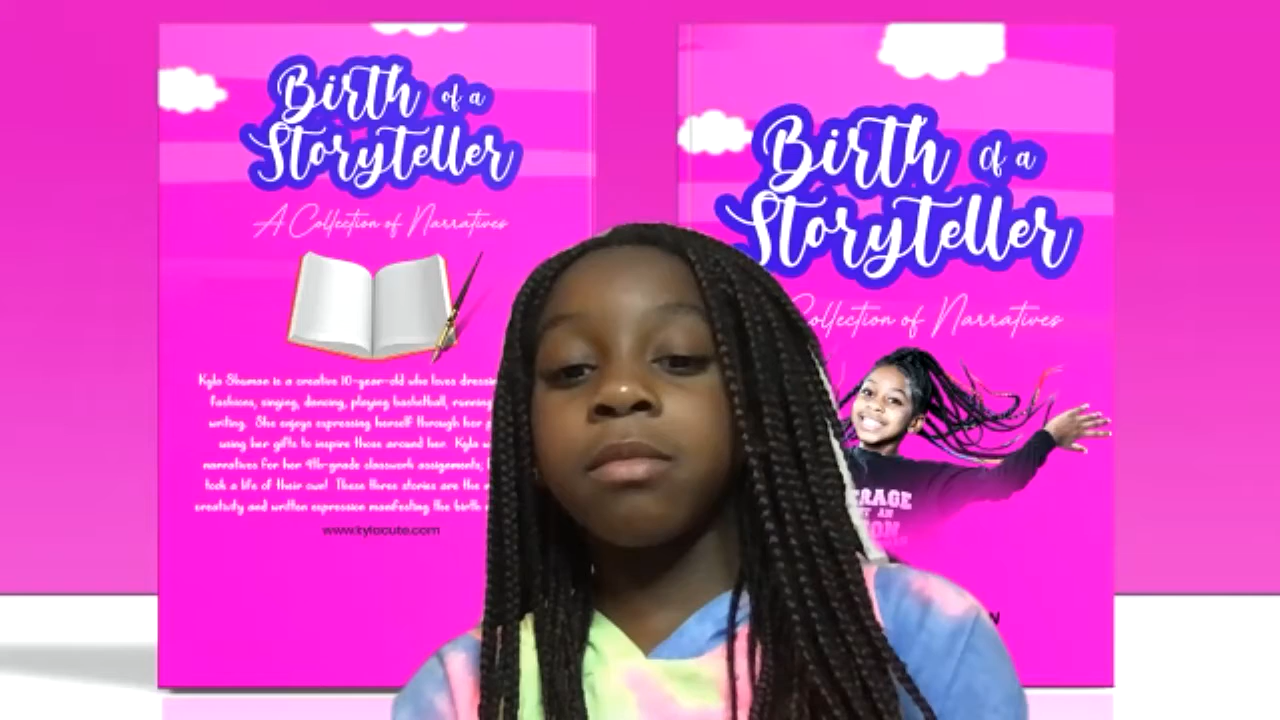 Birth of a
Storyteller
A Collection of Narratives
Kyla Shuman is a creative 10-year-old who loves
fashions, singing, dancing, playing basketball, running
writing. She enjoys expressing herself through her
using her gifts to inspire those around her. Kyla
narratives for her 4th-grade classwork assignments,
took a life of their own! These three stories are the
creativity and written expression manifesting the birth
www.kylacute.com
Birth of a
Storyteller
Collection of Narratives